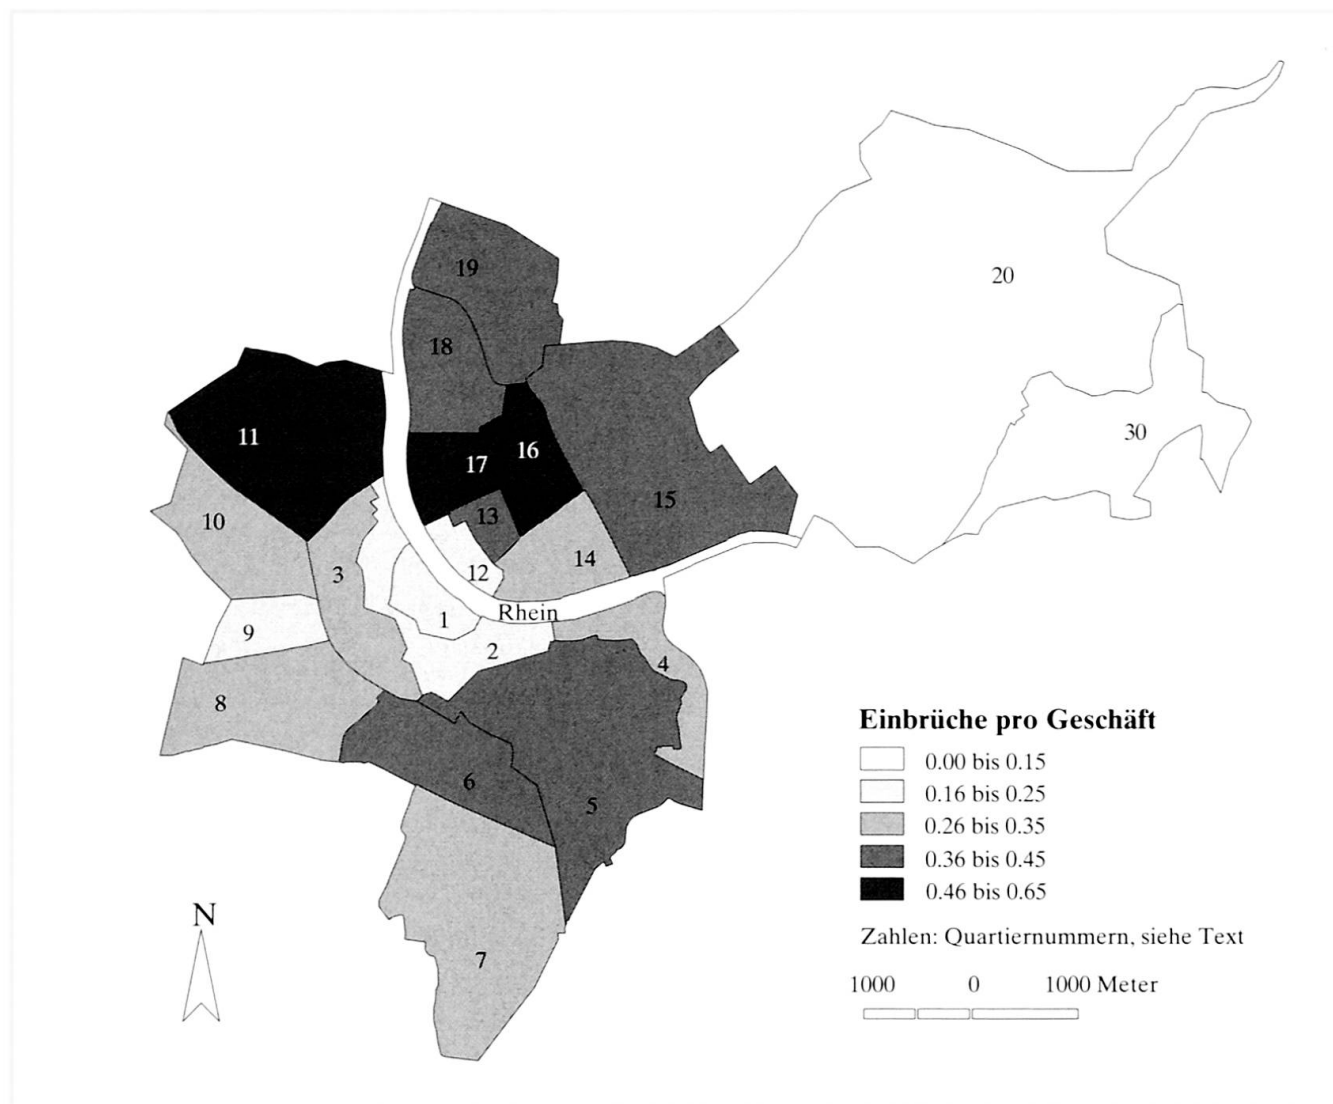 19
20
18
30
11
16
17
15
13
10
14
3
12
Rhein
1
9
2
4
8
6
5
7
N
Einbrüche pro Geschäft
0.00 bis 0.15
0.16 bis 0.25
0.26 bis 0.35
0.36 bis 0.45
0.46 bis 0.65
Zahlen: Quartiernummern, siehe Text
1000 0 1000 Meter